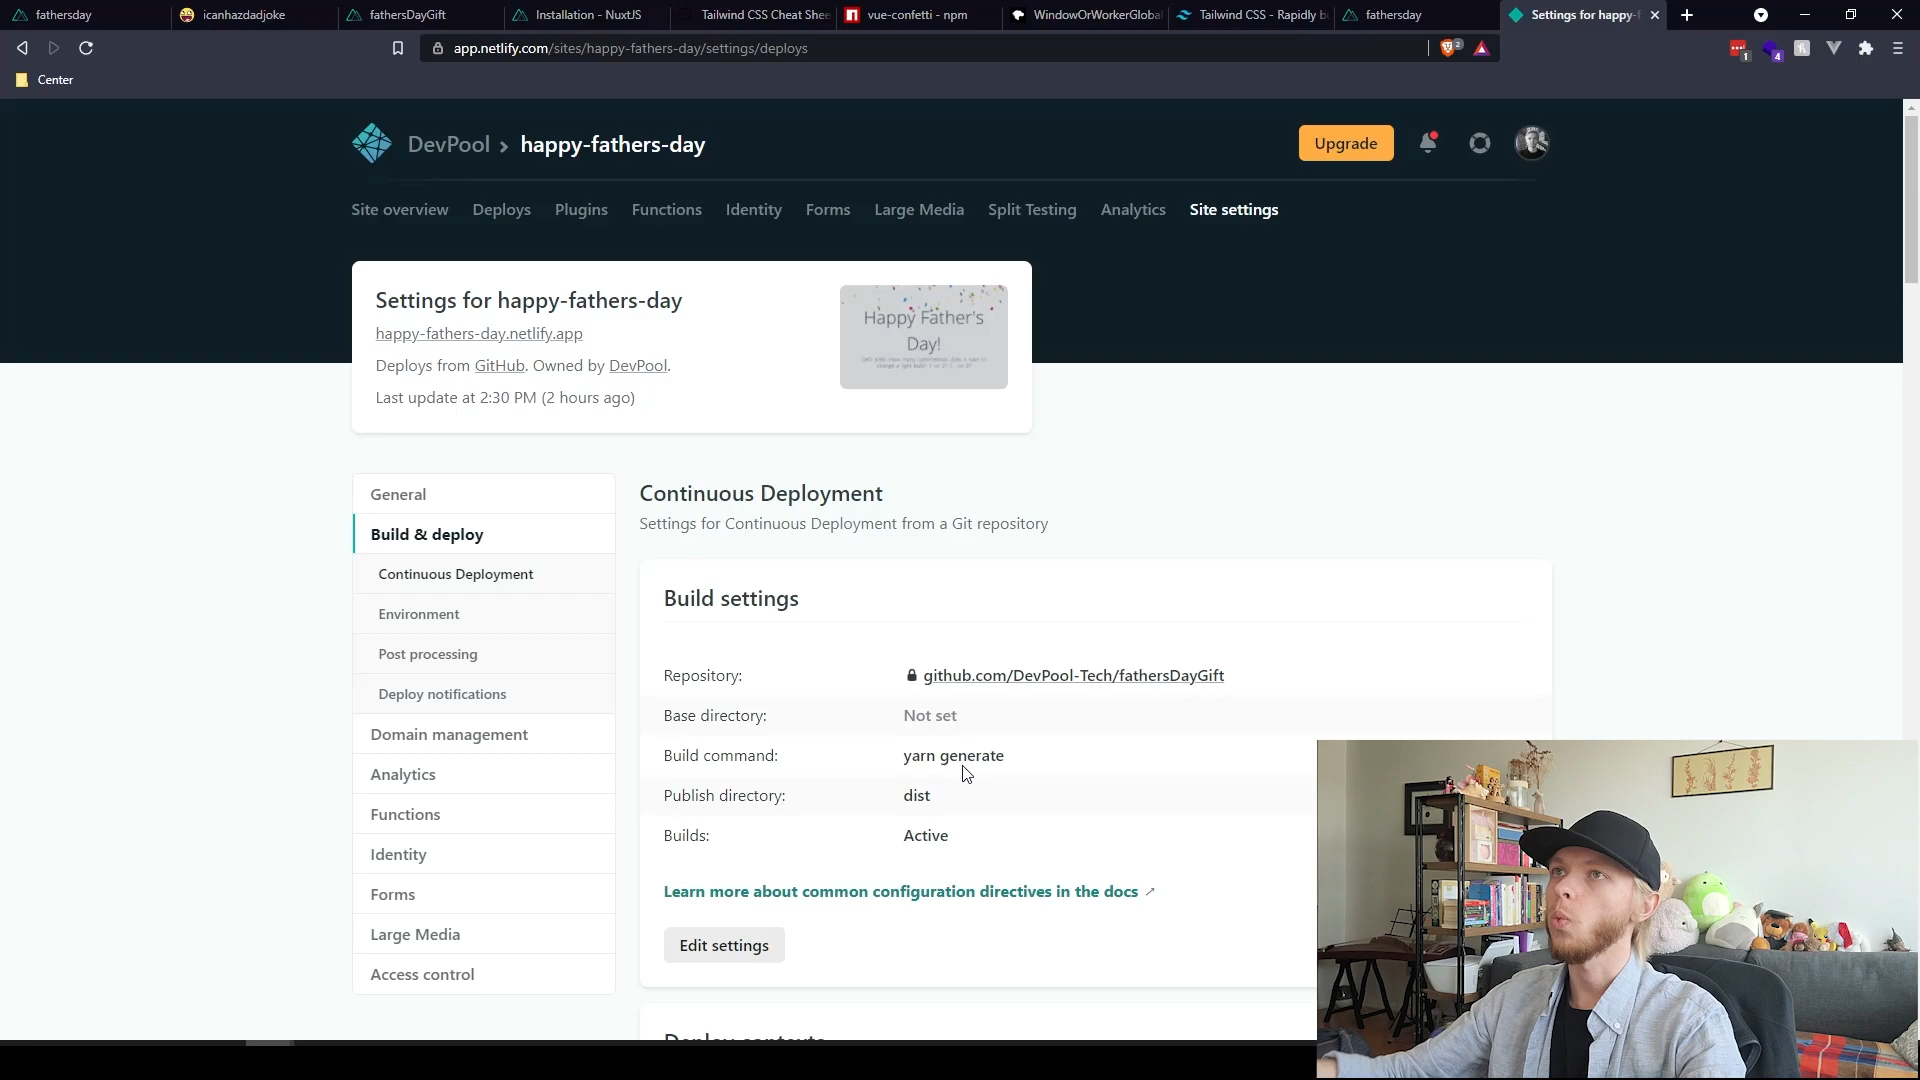 fathersday
icanhazdadjoke
fathersDayGift
Installation - NuxtJS
Tailwind CSS Cheat Shee
vue-confetti - npm
WindowOrWorkerGlobal
Tailwind CSS - Rapidly b
fathersday
Settings for happy-f
app.netlify.com/sites/happy-fathers-day/settings/deploys
2
1
4
Center
DevPool
happy-fathers-day
Upgrade
Site overview
Deploys
Plugins
Functions
Identity
Forms
Large Media
Split Testing
Analytics
Site settings
Settings for happy-fathers-day
happy-fathers-day.netlify.app
Deploys from GitHub. Owned by DevPool.
Last update at 2:30 PM (2 hours ago)
Happy Father's
Day!
General
Build & deploy
Continuous Deployment
Environment
Post processing
Deploy notifications
Domain management
Analytics
Functions
Identity
Forms
Large Media
Access control
Continuous Deployment
Settings for Continuous Deployment from a Git repository
Build settings
Repository:
github.com/DevPool-Tech/fathersDayGift
Base directory:
Not set
Build command:
yarn generate
Publish directory:
dist
Builds:
Active
Learn more about common configuration directives in the docs
Edit settings
Deploy contexts